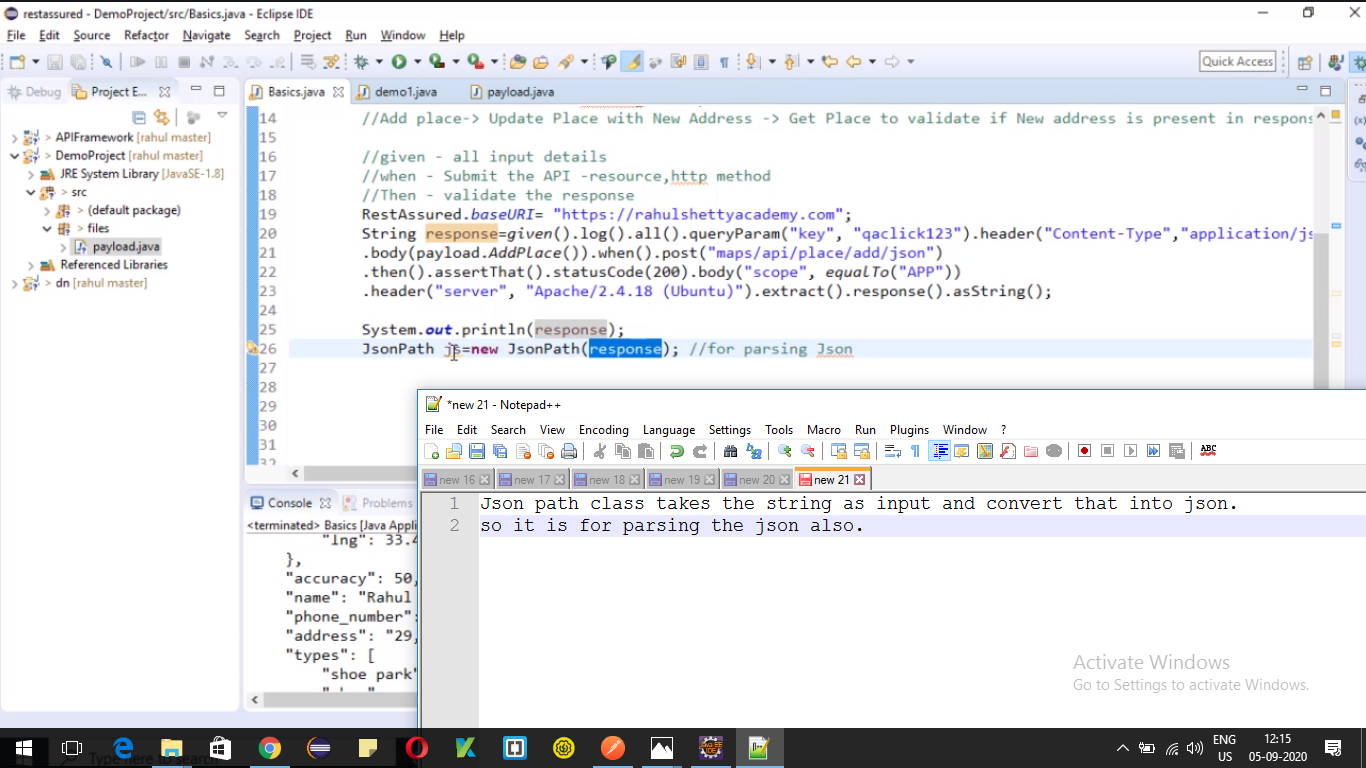 restassured - DemoProject/src/Basics.java - Eclipse IDE
File Edit Source Refactor Navigate Search Project Run Window Help
Quick Access
Debug Project E... Basics.java demo1.java payload.java
> APIFramework [rahul master]
> DemoProject [rahul master]
JRE System Library [JavaSE-1.8]
> src
> (default package)
> files
payload.java
Referenced Libraries
> dn [rahul master]
14 //Add place-> Update Place with New Address -> Get Place to validate if New address is present in respons
15
16 //given - all input details
17 //when - Submit the API -resource,http method
18 //Then - validate the response
19 RestAssured.baseURI= "https://rahulshettyacademy.com";
20 String response=given().log().all().queryParam("key", "qaclick123").header("Content-Type","application/js
21 .body(payload.AddPlace()).when().post("maps/api/place/add/json")
22 .then().assertThat().statusCode(200).body("scope", equalTo("APP"))
23 .header("server", "Apache/2.4.18 (Ubuntu)").extract().response().asString();
24
25 System.out.println(response);
26 JsonPath js=new JsonPath(response); //for parsing Json
27
28
29
30
31
32
Console Problems
<terminated> Basics [Java Appli
"lng": 33.4
},
"accuracy": 50,
"name": "Rahul
"phone_number":
"address": "29,
"types": [
"shoe park"
*new 21 - Notepad++
File Edit Search View Encoding Language Settings Tools Macro Run Plugins Window ?
ABC
new 16 new 17 new 18 new 19 new 20 new 21
1 Json path class takes the string as input and convert that into json.
2 so it is for parsing the json also.
Activate Windows
Go to Settings to activate Windows.
Type here to search
ENG
US
12:15
05-09-2020